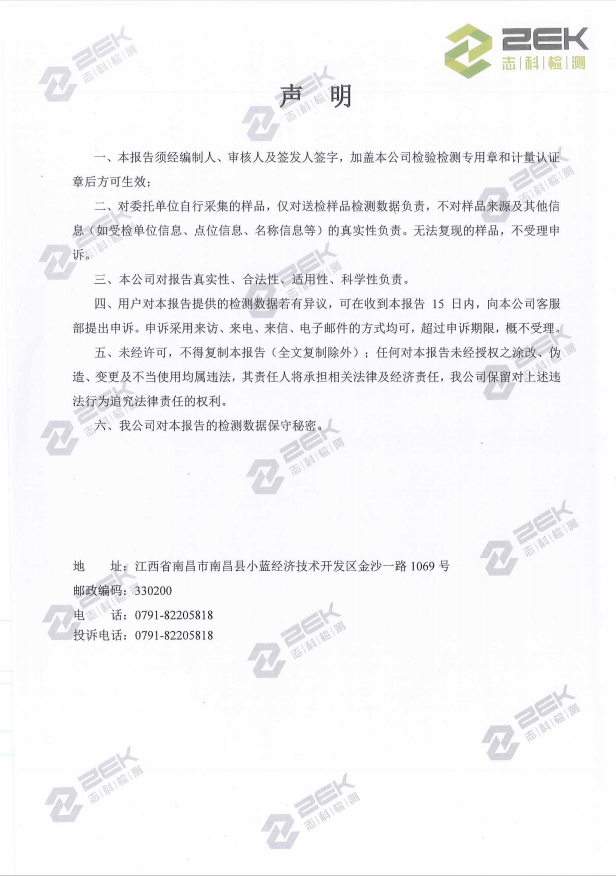 ZEK
志|科|检|测
声 明
一、本报告须经编制人、审核人及签发人签字，加盖本公司检验检测专用章和计量认证
章后方可生效；
二、对委托单位自行采集的样品，仅对送检样品检测数据负责，不对样品来源及其他信
息（如受检单位信息、点位信息、名称信息等）的真实性负责。无法复现的样品，不受理申
诉。
三、本公司对报告真实性、合法性、适用性、科学性负责。
四、用户对本报告提供的检测数据若有异议，可在收到本报告 15 日内，向本公司客服
部提出申诉。申诉采用来访、来电、来信、电子邮件的方式均可，超过申诉期限，概不受理。
五、未经许可，不得复制本报告（全文复制除外）；任何对本报告未经授权之涂改、伪
造、变更及不当使用均属违法，其责任人将承担相关法律及经济责任，我公司保留对上述违
法行为追究法律责任的权利。
六、我公司对本报告的检测数据保守秘密。
地 址：江西省南昌市南昌县小蓝经济技术开发区金沙一路 1069 号
邮政编码：330200
电 话：0791-82205818
投诉电话：0791-82205818